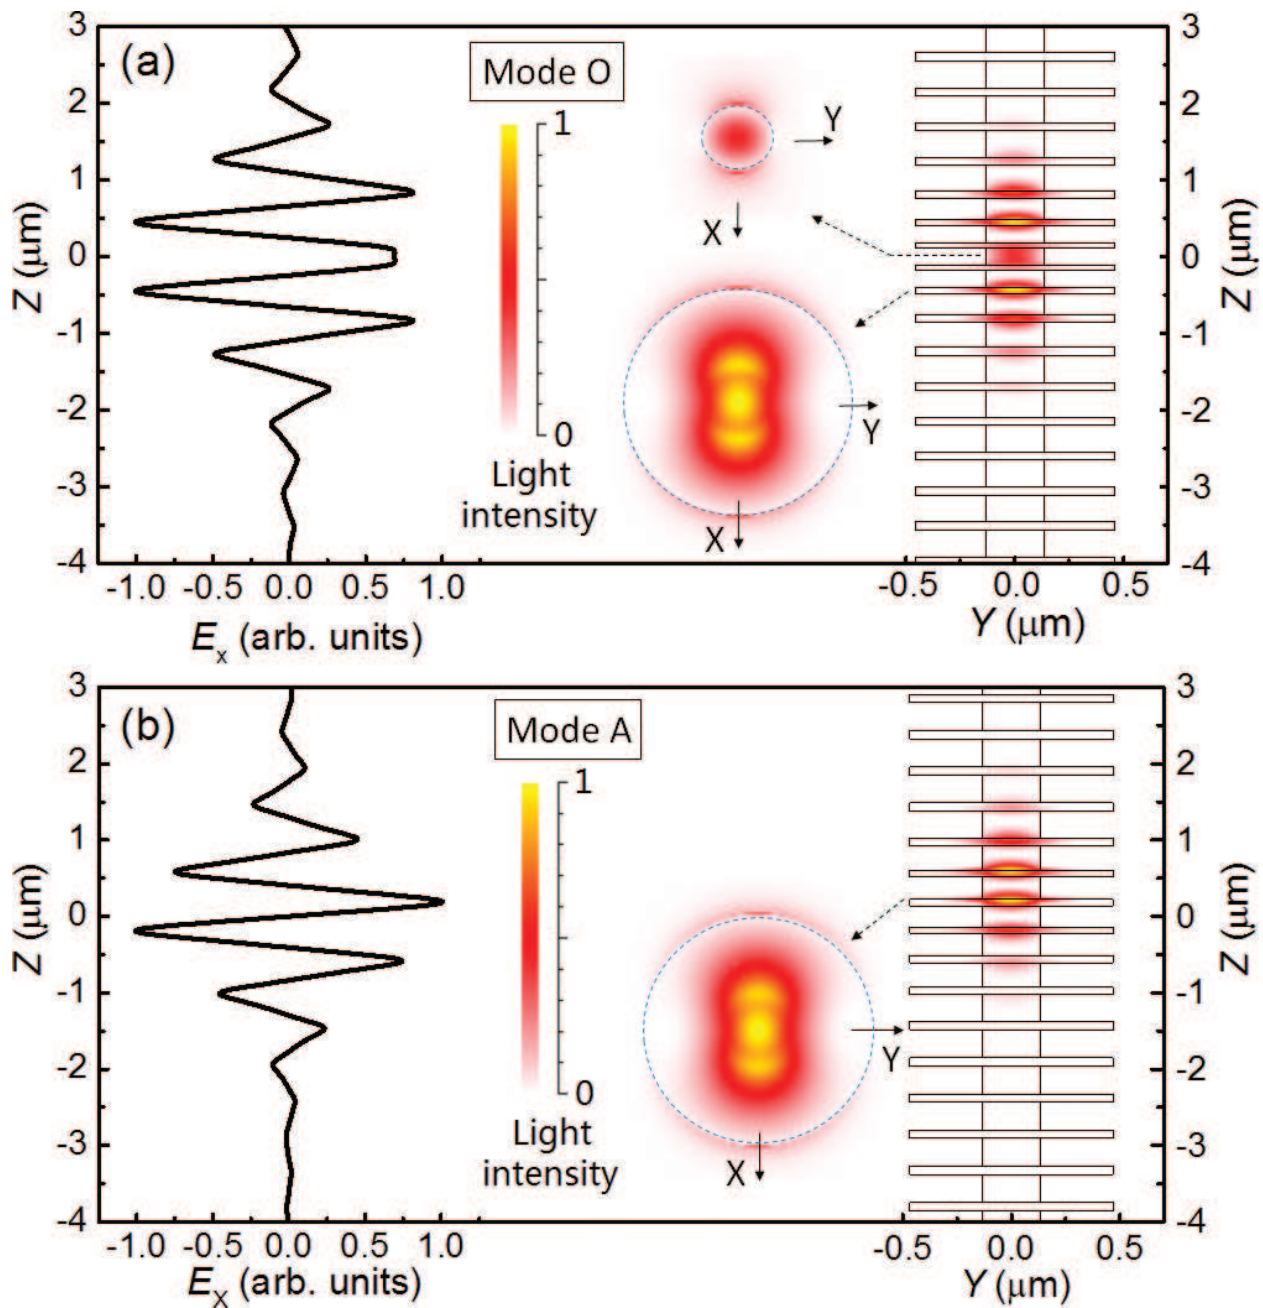 (a)
Mode O
3
2
1
0
-1
-2
-3
-4
Z (μm)
-1.0 -0.5 0.0 0.5 1.0
Ex (arb. units)
1
0
Light
intensity
Y
X
Y
X
3
2
1
0
-1
-2
-3
-4
Z (μm)
-0.5 0.0 0.5
Y (μm)
(b)
Mode A
3
2
1
0
-1
-2
-3
-4
Z (μm)
-1.0 -0.5 0.0 0.5 1.0
EX (arb. units)
1
0
Light
intensity
Y
X
3
2
1
0
-1
-2
-3
-4
Z (μm)
-0.5 0.0 0.5
Y (μm)